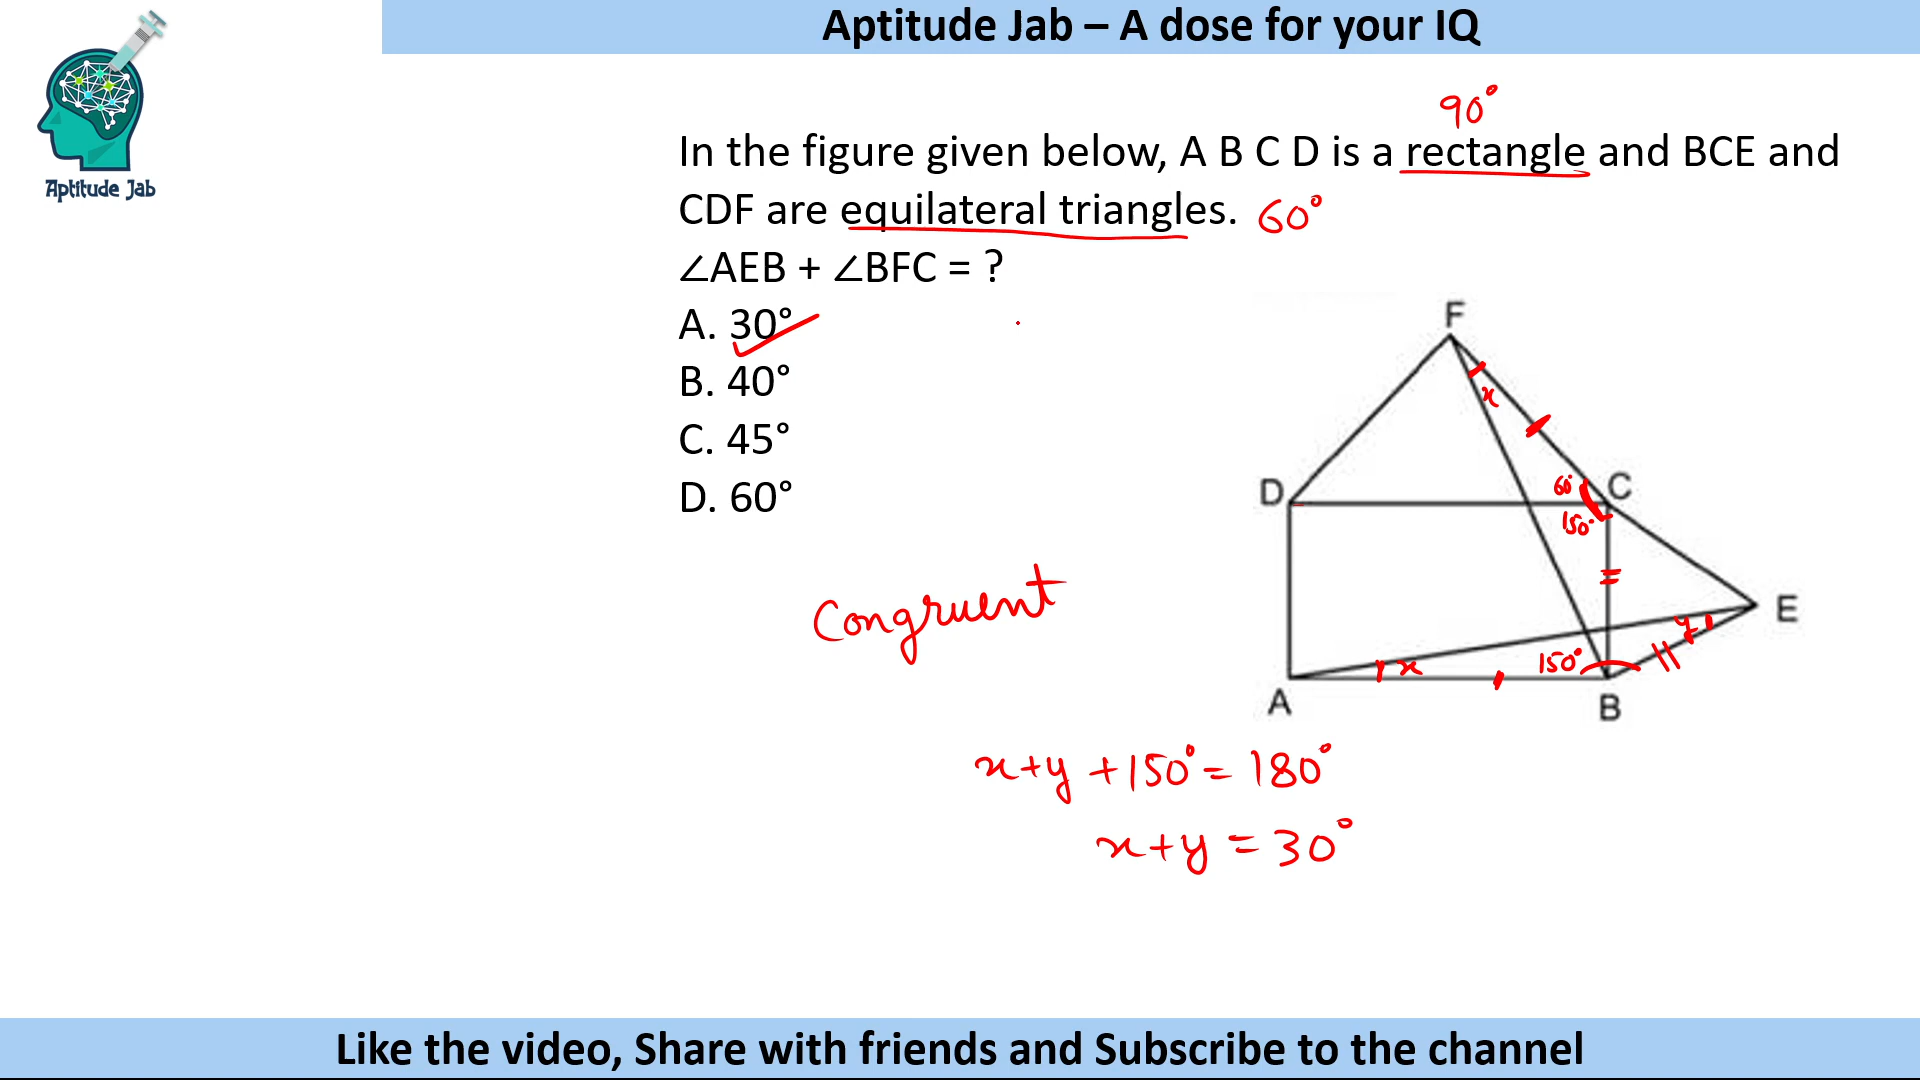 Aptitude Jab – A dose for your IQ
Aptitude Jab
90°
In the figure given below, A B C D is a rectangle and BCE and
CDF are equilateral triangles. 60°
∠AEB + ∠BFC = ?
A. 30°
B. 40°
C. 45°
D. 60°
F
x
D
60°
C
150°
E
y
x
150°
A
B
Congruent
x+y +150° = 180°
x+y = 30°
Like the video, Share with friends and Subscribe to the channel